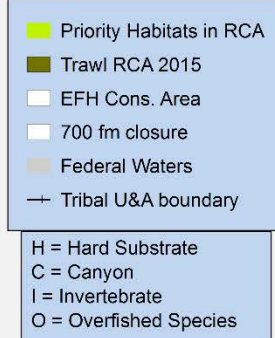 Priority Habitats in RCA
Trawl RCA 2015
EFH Cons. Area
700 fm closure
Federal Waters
Tribal U&A boundary
H = Hard Substrate
C = Canyon
I = Invertebrate
O = Overfished Species